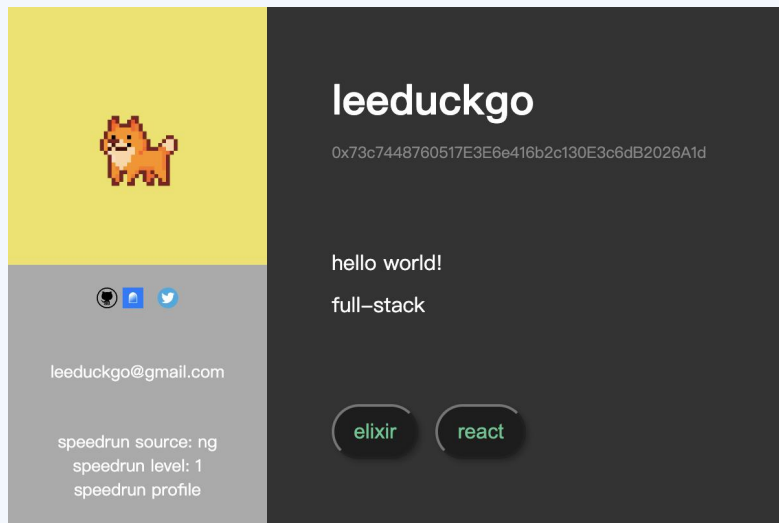 leeduckgo
0x73c7448760517E3E6e416b2c130E3c6dB2026A1d
hello world!
full-stack
elixir
react
leeduckgo@gmail.com
speedrun source: ng
speedrun level: 1
speedrun profile